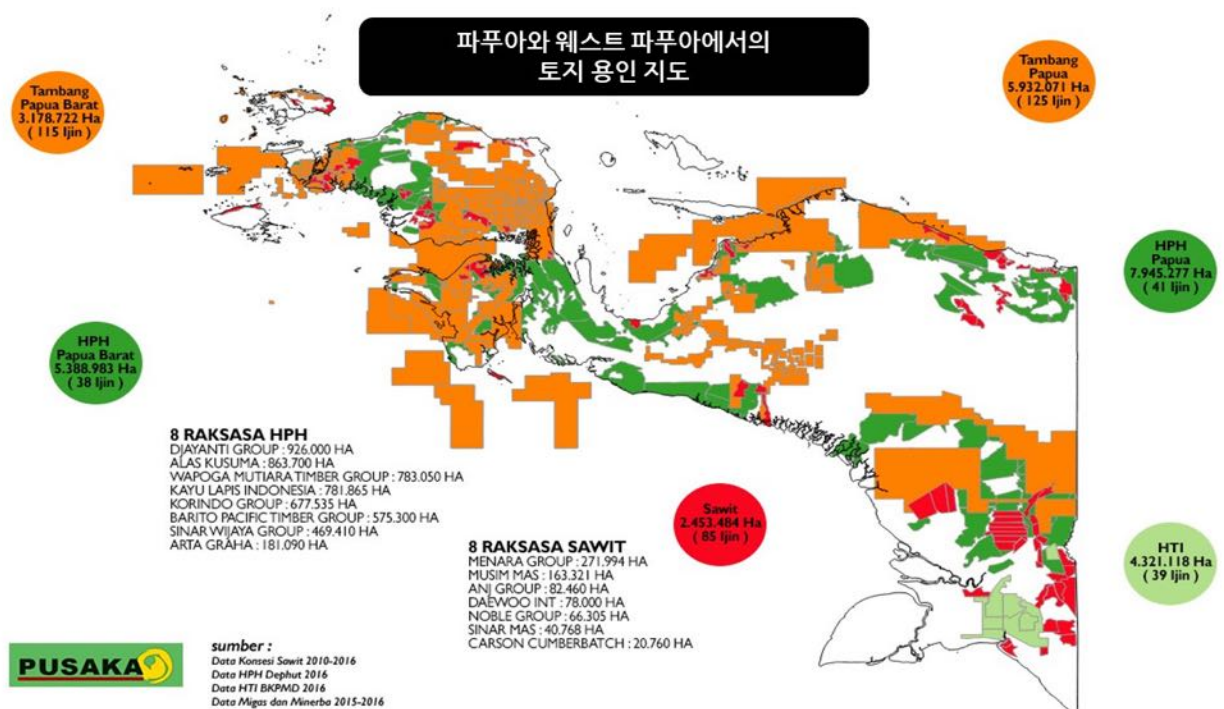 파푸아와 웨스트 파푸아에서의
토지 용인 지도
Tambang
Papua Barat
3.178.722 Ha
( 115 Ijin )
Tambang
Papua
5.932.071 Ha
( 125 Ijin )
HPH
Papua
7.945.277 Ha
( 41 Ijin )
HPH
Papua Barat
5.388.983 Ha
( 38 Ijin )
8 RAKSASA HPH
DJAYANTI GROUP : 926.000 HA
ALAS KUSUMA : 863.700 HA
WAPOGA MUTIARA TIMBER GROUP : 783.050 HA
KAYU LAPIS INDONESIA : 781.865 HA
KORINDO GROUP : 677.535 HA
BARITO PACIFIC TIMBER GROUP : 575.300 HA
SINAR WIJAYA GROUP : 469.410 HA
ARTA GRAHA : 181.090 HA
Sawit
2.453.484 Ha
( 85 Ijin )
8 RAKSASA SAWIT
MENARA GROUP : 271.994 HA
MUSIM MAS : 163.321 HA
ANJ GROUP : 82.460 HA
DAEWOO INT : 78.000 HA
NOBLE GROUP : 66.305 HA
SINAR MAS : 40.768 HA
CARSON CUMBERBATCH : 20.760 HA
HTI
4.321.118 Ha
( 39 Ijin )
PUSAKA
sumber :
Data Konsesi Sawit 2010-2016
Data HPH Dephut 2016
Data HTI BKPMD 2016
Data Migas dan Minerba 2015-2016